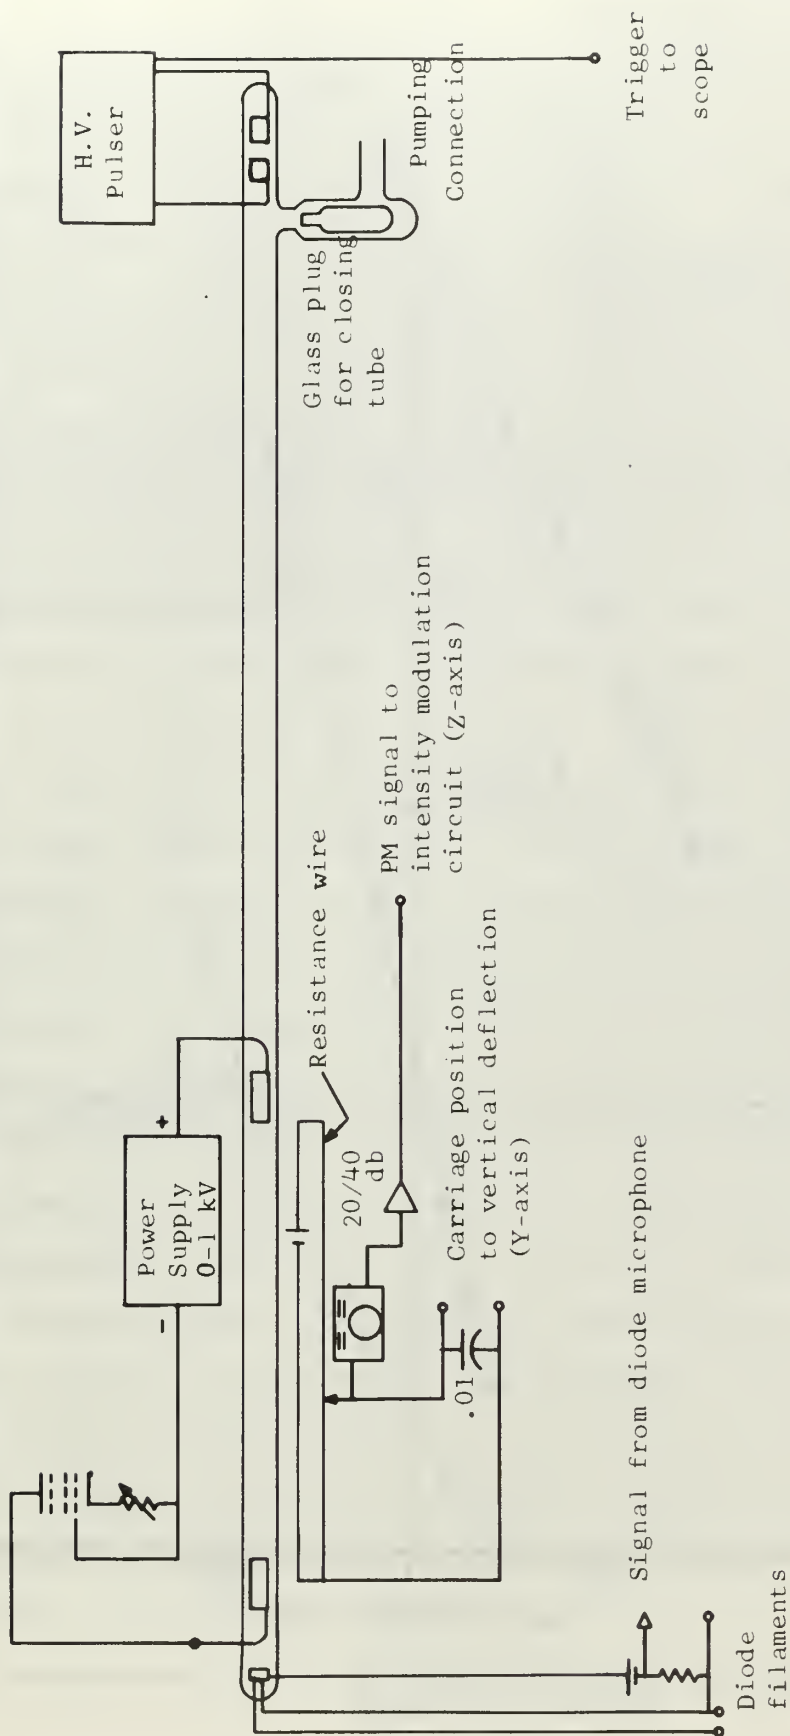 H.V.
Pulser
Trigger
to
scope
Pumping
Connection
Glass plug
for closing
tube
PM signal to
intensity modulation
circuit (Z-axis)
Resistance wire
Power
Supply
0-1 kV
+
-
20/40
db
Carriage position
to vertical deflection
(Y-axis)
.01
Signal from diode microphone
Diode
filaments